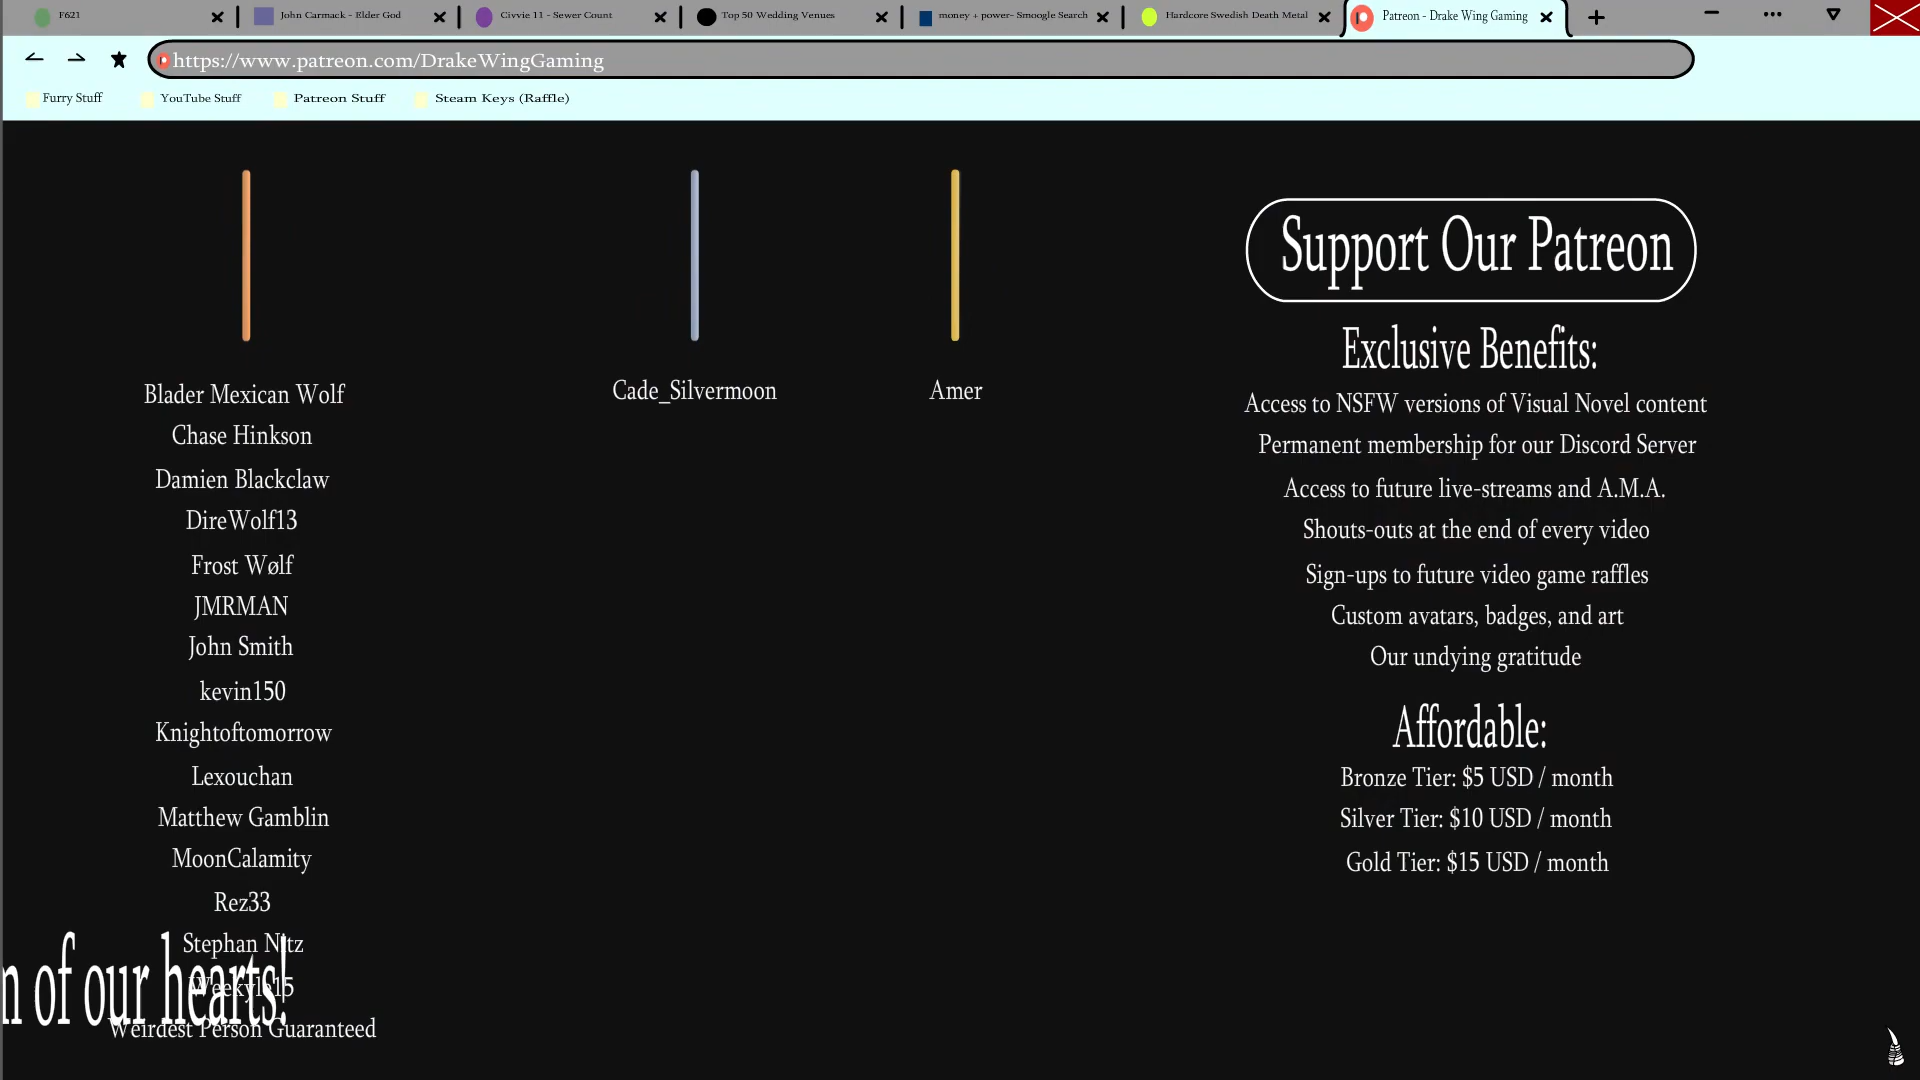 F621
John Carmack - Elder God
Civvie 11 - Sewer Count
Top 50 Wedding Venues
money + power- Smoogle Search
Hardcore Swedish Death Metal
Patreon - Drake Wing Gaming
https://www.patreon.com/DrakeWingGaming
Furry Stuff
YouTube Stuff
Patreon Stuff
Steam Keys (Raffle)
Blader Mexican Wolf
Chase Hinkson
Damien Blackclaw
DireWolf13
Frost Wølf
JMRMAN
John Smith
kevin150
Knightoftomorrow
Lexouchan
Matthew Gamblin
MoonCalamity
Rez33
Stephan Nitz
Weekyle15
Weirdest Person Guaranteed
of our hearts!
Cade_Silvermoon
Amer
Support Our Patreon
Exclusive Benefits:
Access to NSFW versions of Visual Novel content
Permanent membership for our Discord Server
Access to future live-streams and A.M.A.
Shouts-outs at the end of every video
Sign-ups to future video game raffles
Custom avatars, badges, and art
Our undying gratitude
Affordable:
Bronze Tier: $5 USD / month
Silver Tier: $10 USD / month
Gold Tier: $15 USD / month